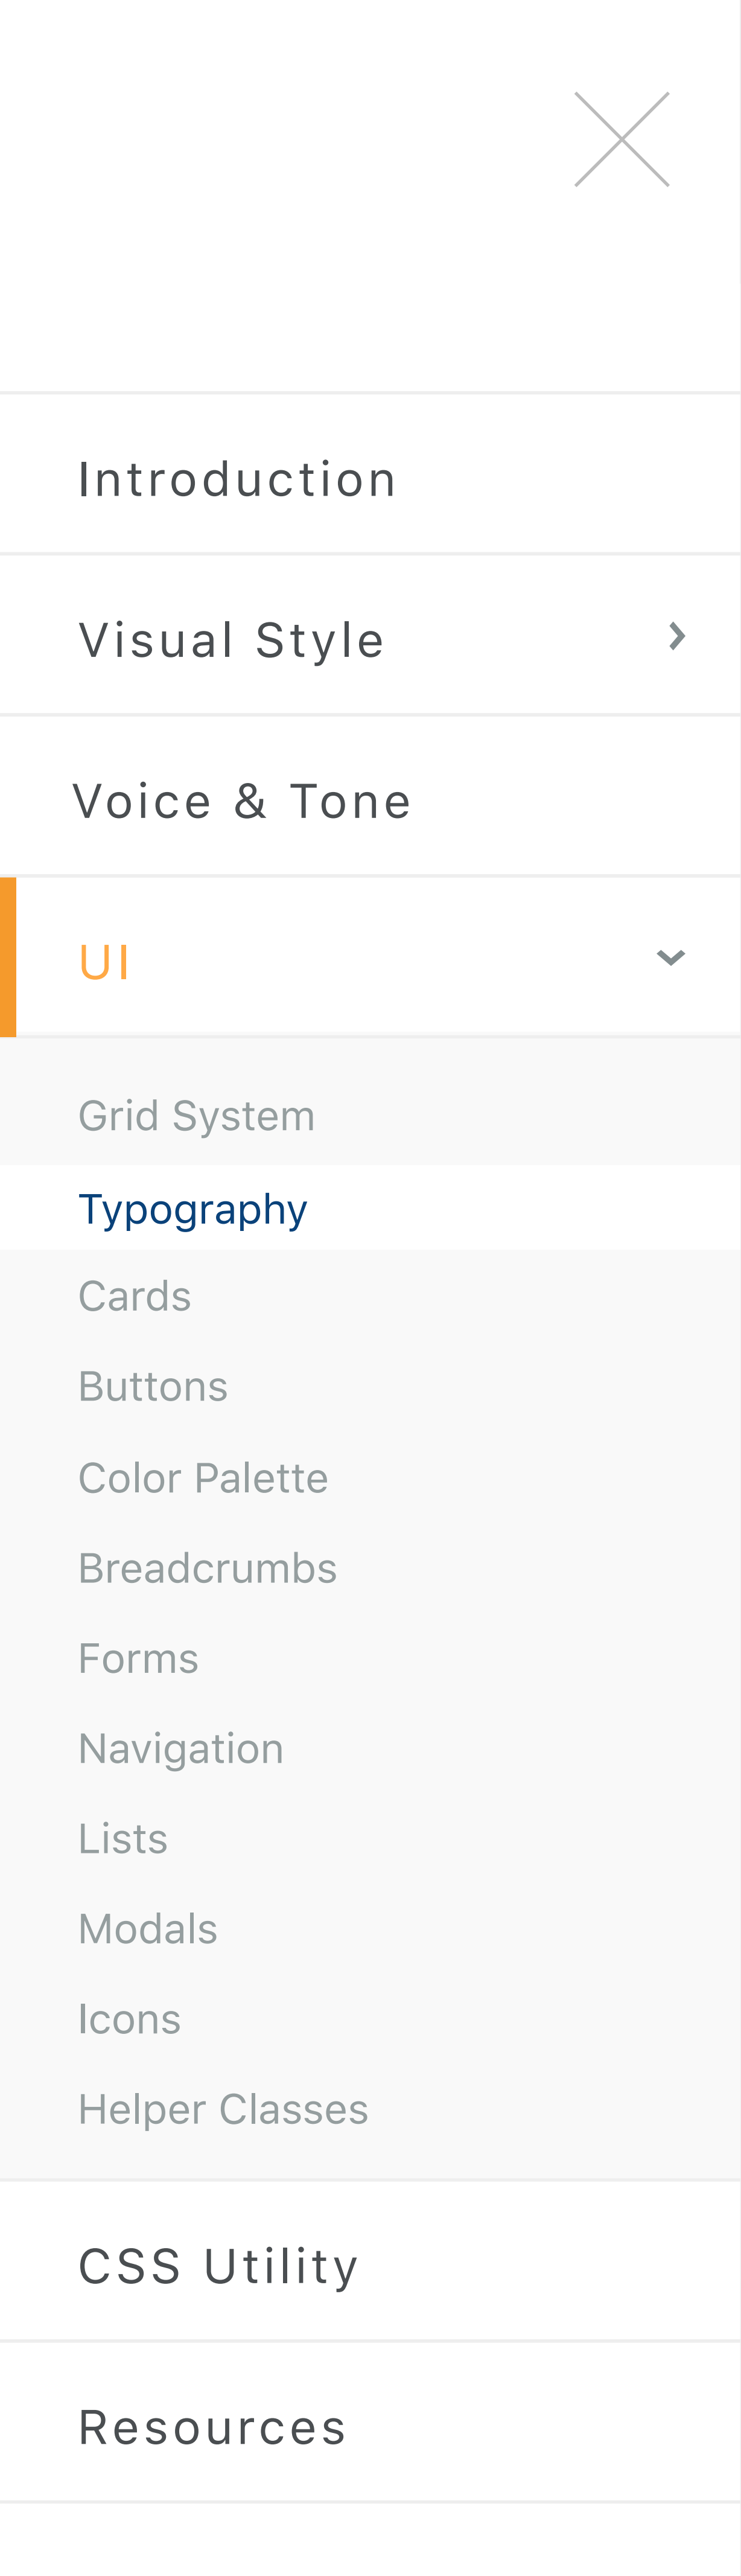 Introduction
Visual Style
Voice & Tone
UI
Grid System
Typography
Cards
Buttons
Color Palette
Breadcrumbs
Forms
Navigation
Lists
Modals
Icons
Helper Classes
CSS Utility
Resources